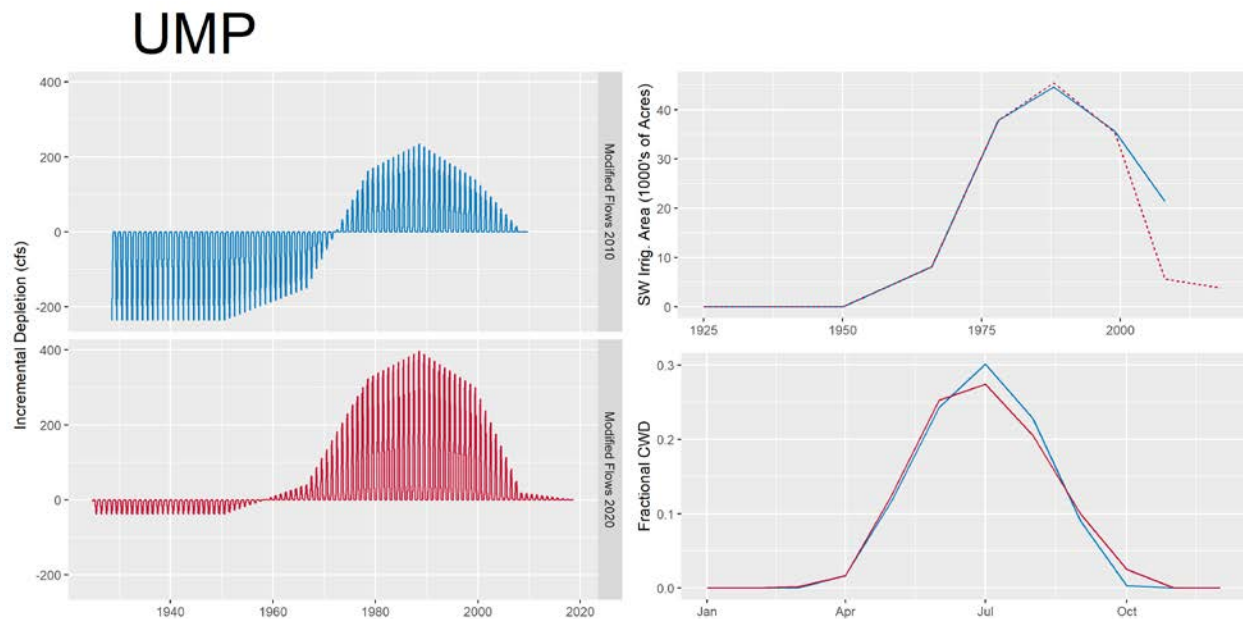 UMP
Incremental Depletion (cfs)
400
200
0
-200
Modified Flows 2010
400
200
0
-200
Modified Flows 2020
1940
1960
1980
2000
2020
SW Irrig. Area (1000's of Acres)
40
30
20
10
0
1925
1950
1975
2000
Fractional CWD
0.3
0.2
0.1
0.0
Jan
Apr
Jul
Oct